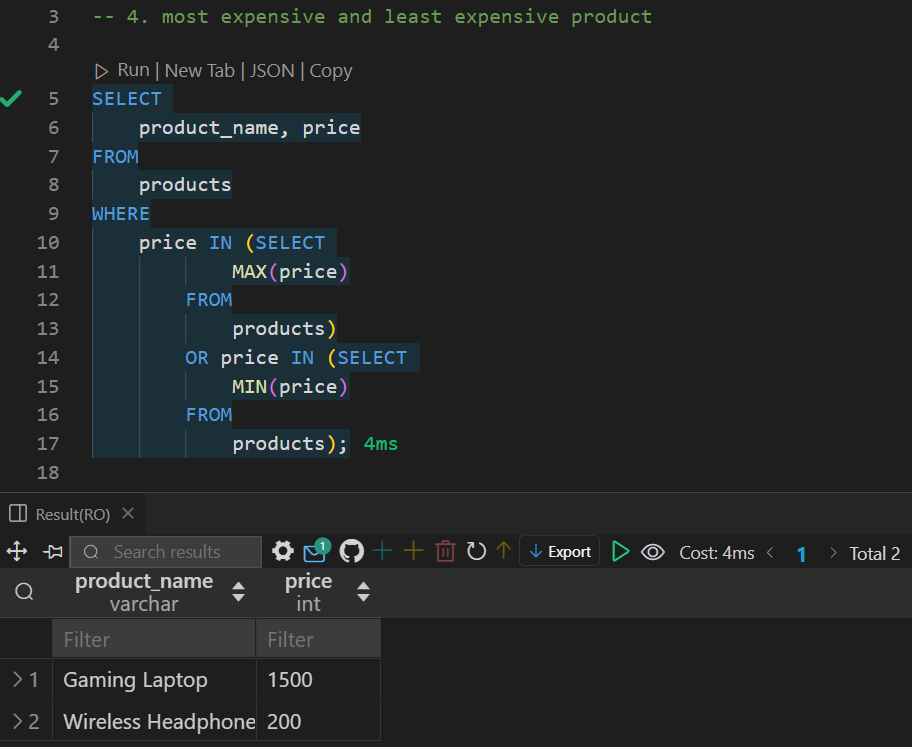 3 -- 4. most expensive and least expensive product
4
Run | New Tab | JSON | Copy
5 SELECT
6 product_name, price
7 FROM
8 products
9 WHERE
10 price IN (SELECT
11 MAX(price)
12 FROM
13 products)
14 OR price IN (SELECT
15 MIN(price)
16 FROM
17 products); 4ms
18
Result(RO)
Search results 1 Export Cost: 4ms < 1 > Total 2
product_name price
varchar int
Filter Filter
1 Gaming Laptop 1500
2 Wireless Headphone 200